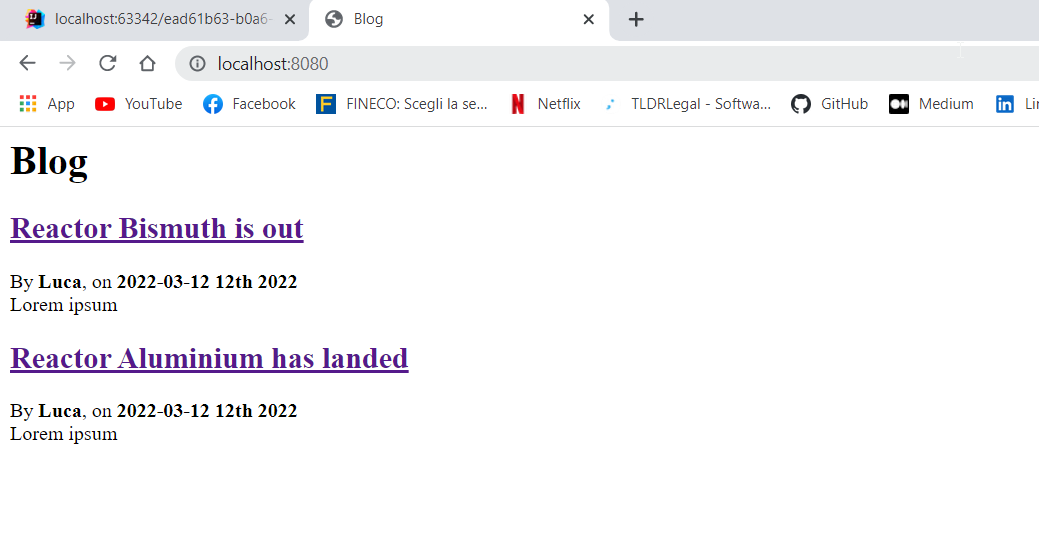 localhost:63342/ead61b63-b0a6-
Blog
localhost:8080
App YouTube Facebook FINECO: Scegli la se... Netflix TLDRLegal - Softwa... GitHub Medium Li
Blog
Reactor Bismuth is out
By Luca, on 2022-03-12 12th 2022
Lorem ipsum
Reactor Aluminium has landed
By Luca, on 2022-03-12 12th 2022
Lorem ipsum